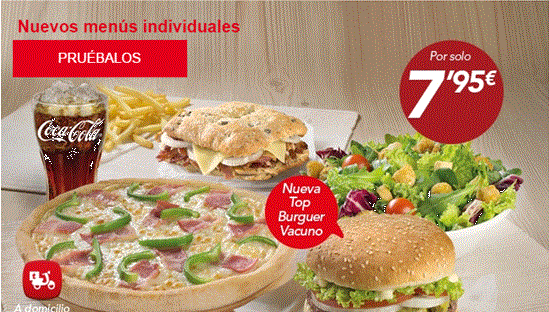 Nuevos menús individuales
PRUÉBALOS
Por solo
7'95€
Coca-Cola
Nueva
Top
Burguer
Vacuno
A domicilio